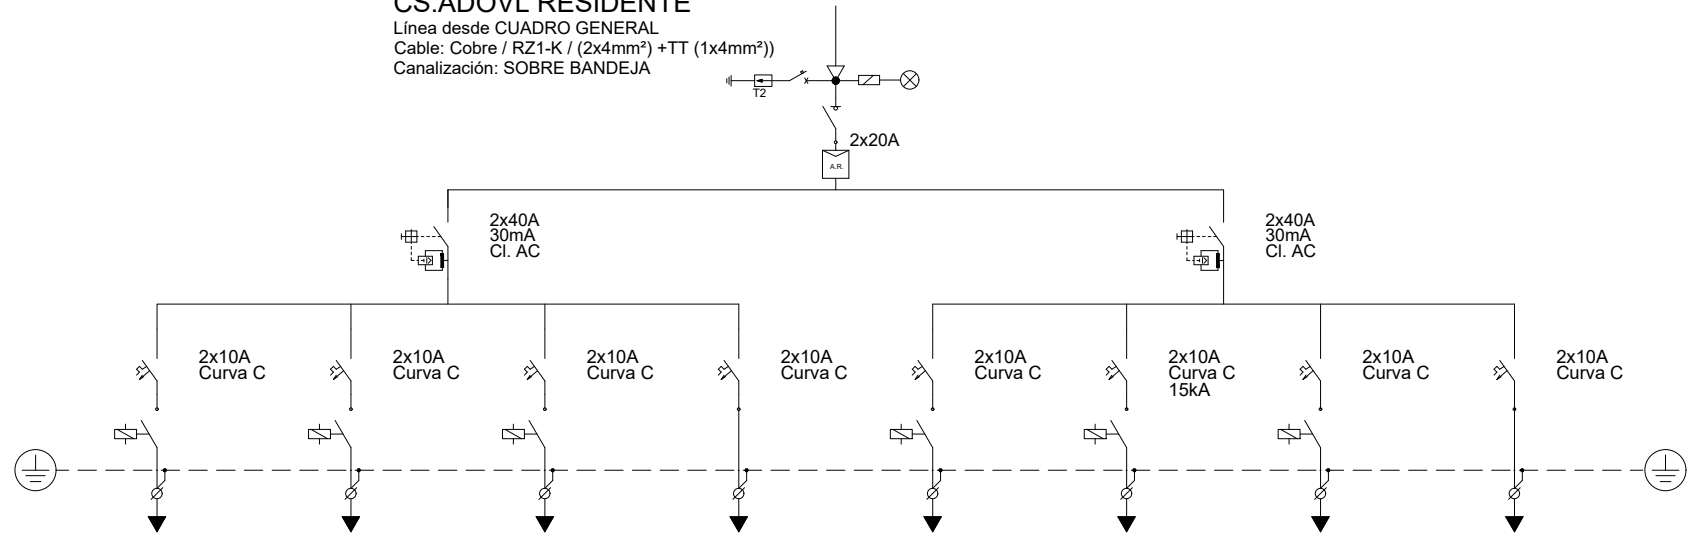 CS.ADOVL RESIDENTE
Línea desde CUADRO GENERAL
Cable: Cobre / RZ1-K / (2x4mm²) +TT (1x4mm²))
Canalización: SOBRE BANDEJA
T2
2x20A
A.R.
2x40A
30mA
Cl. AC
2x40A
30mA
Cl. AC
2x10A
Curva C
2x10A
Curva C
2x10A
Curva C
2x10A
Curva C
2x10A
Curva C
2x10A
Curva C
15kA
2x10A
Curva C
2x10A
Curva C